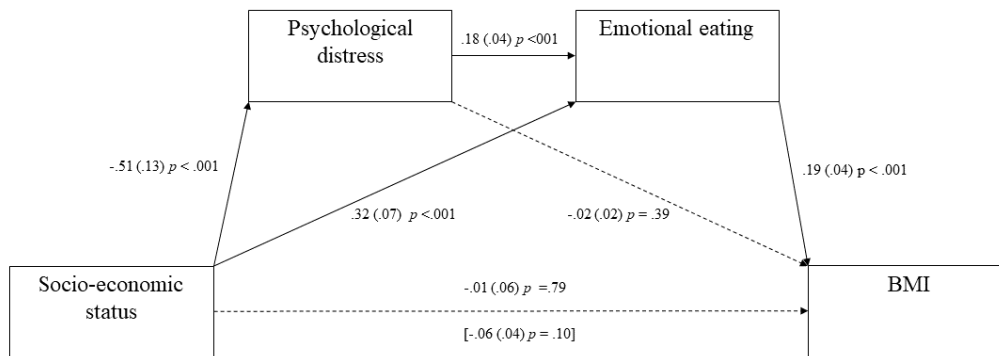 Psychological
distress
.18 (.04) p <001
Emotional eating
-.51 (.13) p < .001
.32 (.07) p <.001
-.02 (.02) p = .39
.19 (.04) p < .001
Socio-economic
status
-.01 (.06) p =.79
[-.06 (.04) p = .10]
BMI